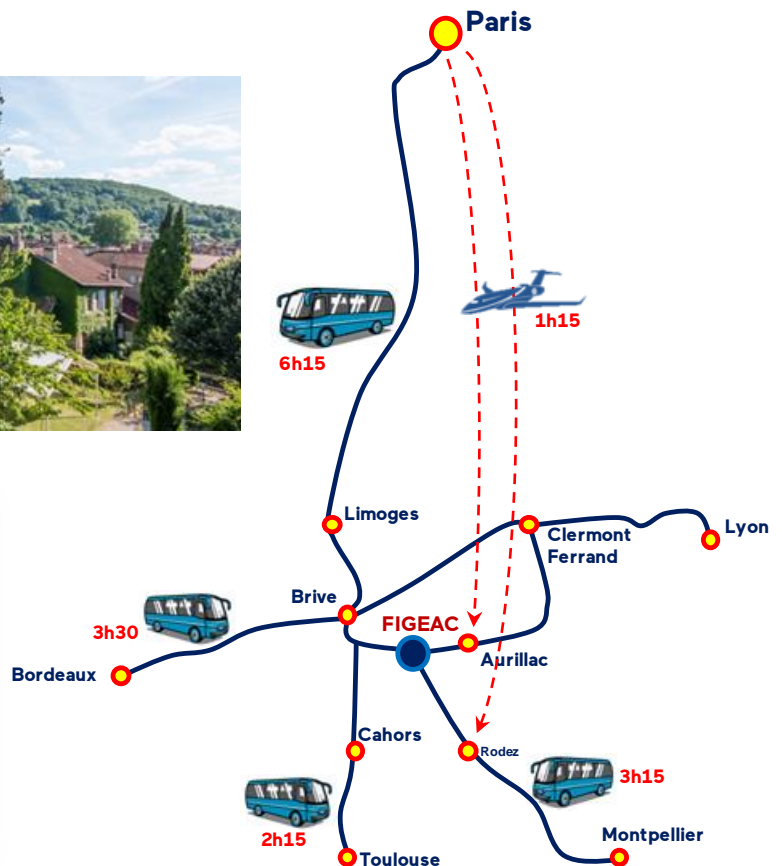 Paris
1h15
6h15
Limoges
Clermont
Ferrand
Lyon
Brive
FIGEAC
3h30
Aurillac
Bordeaux
Cahors
Rodez
3h15
2h15
Montpellier
Toulouse